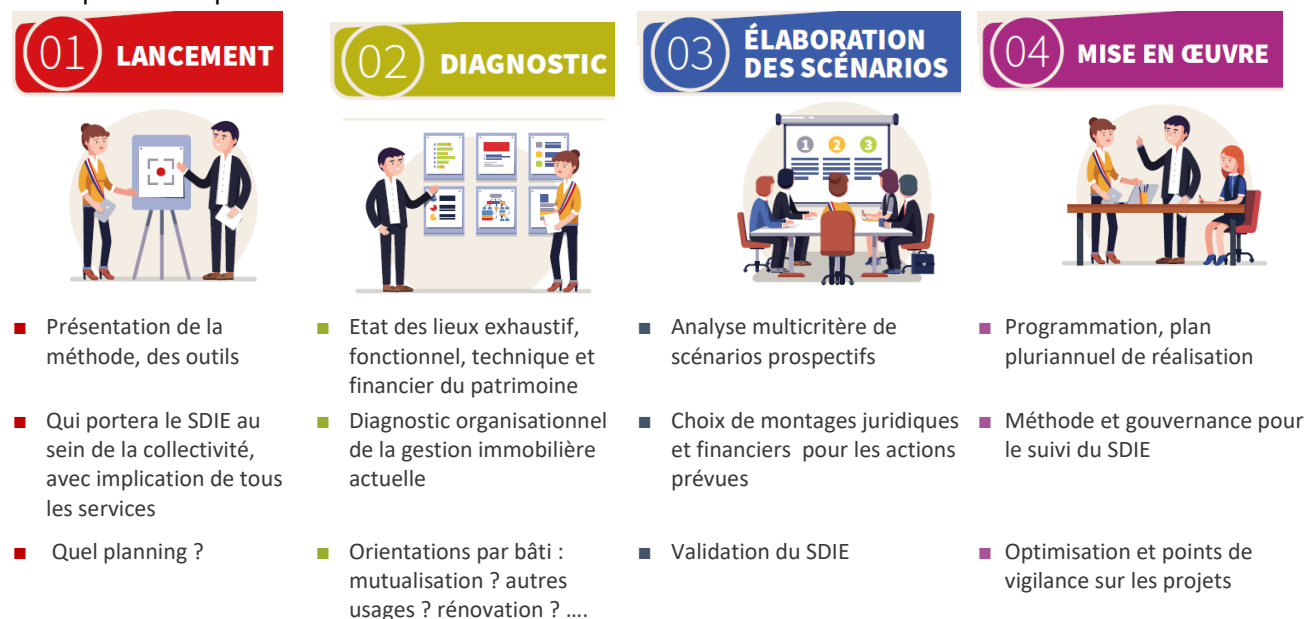 01 LANCEMENT
Présentation de la
méthode, des outils
Qui portera le SDIE au
sein de la collectivité,
avec implication de tous
les services
Quel planning ?
02 DIAGNOSTIC
Etat des lieux exhaustif,
fonctionnel, technique et
financier du patrimoine
Diagnostic organisationnel
de la gestion immobilière
actuelle
Orientations par bâti :
mutualisation ? autres
usages ? rénovation ? ....
03 ÉLABORATION
DES SCÉNARIOS
1 2 3
Analyse multicritère de
scénarios prospectifs
Choix de montages juridiques
et financiers pour les actions
prévues
Validation du SDIE
04 MISE EN ŒUVRE
Programmation, plan
pluriannuel de réalisation
Méthode et gouvernance pour
le suivi du SDIE
Optimisation et points de
vigilance sur les projets